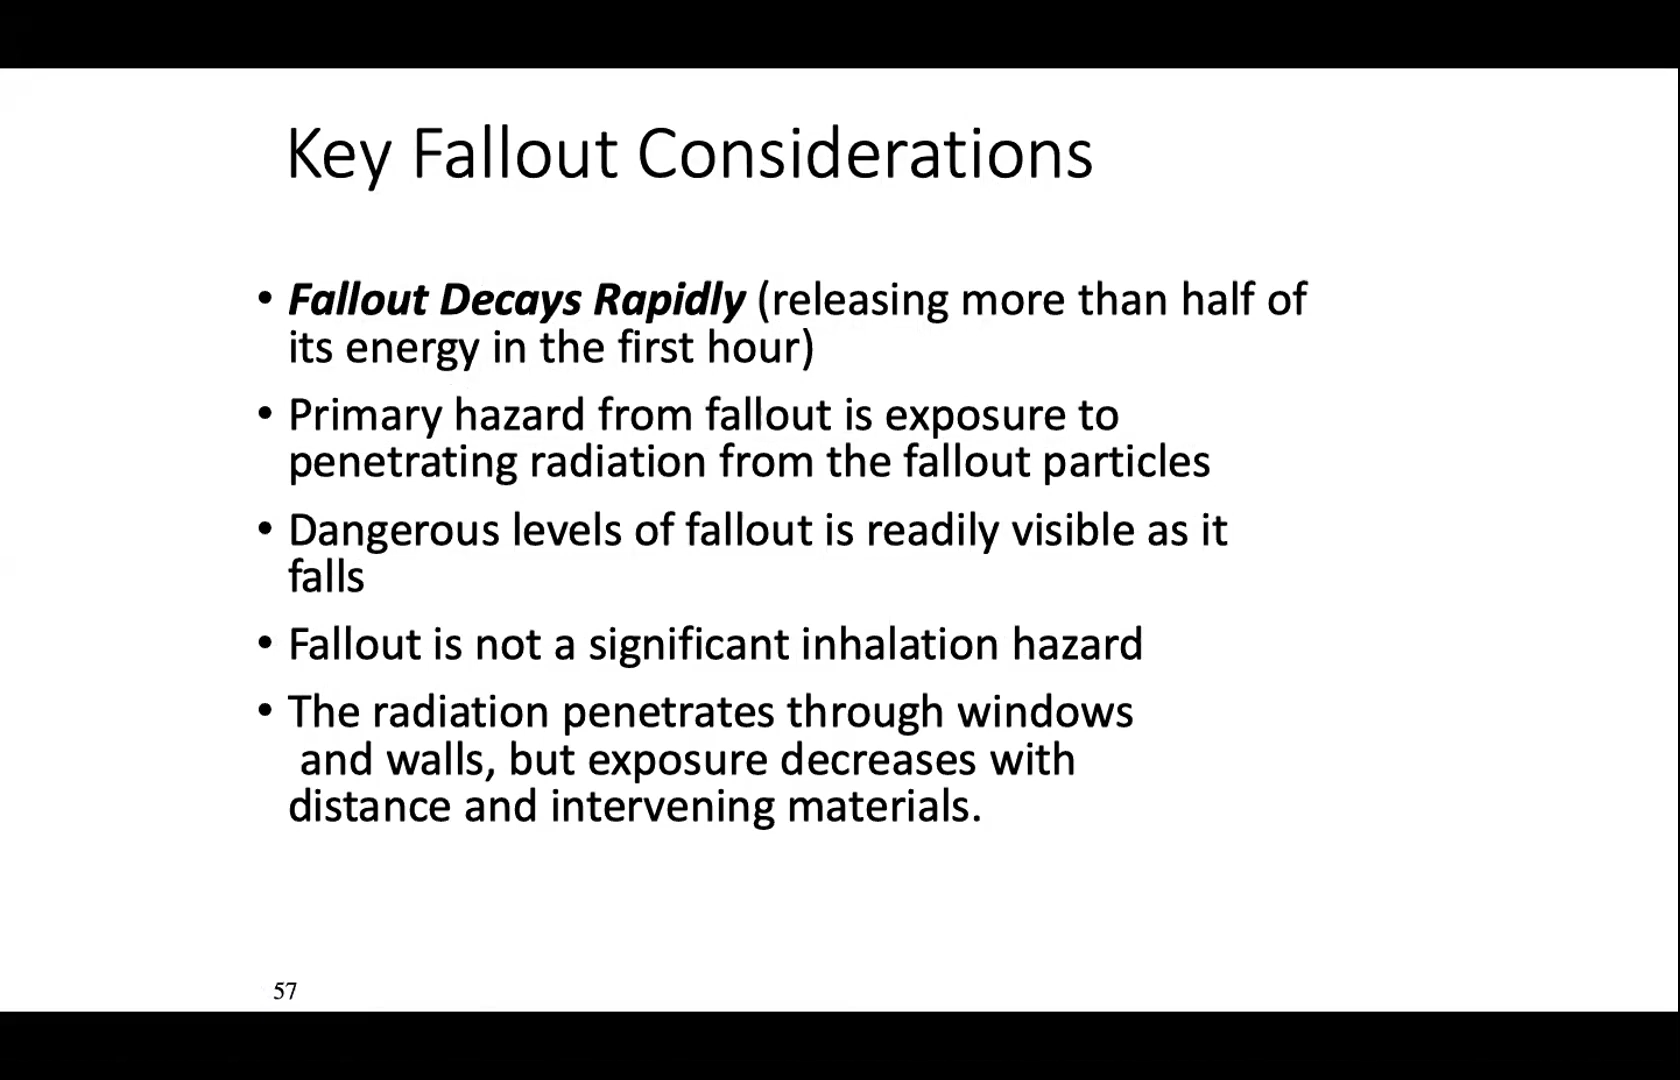 Key Fallout Considerations
• Fallout Decays Rapidly (releasing more than half of
its energy in the first hour)
• Primary hazard from fallout is exposure to
penetrating radiation from the fallout particles
• Dangerous levels of fallout is readily visible as it
falls
• Fallout is not a significant inhalation hazard
• The radiation penetrates through windows
and walls, but exposure decreases with
distance and intervening materials.
57